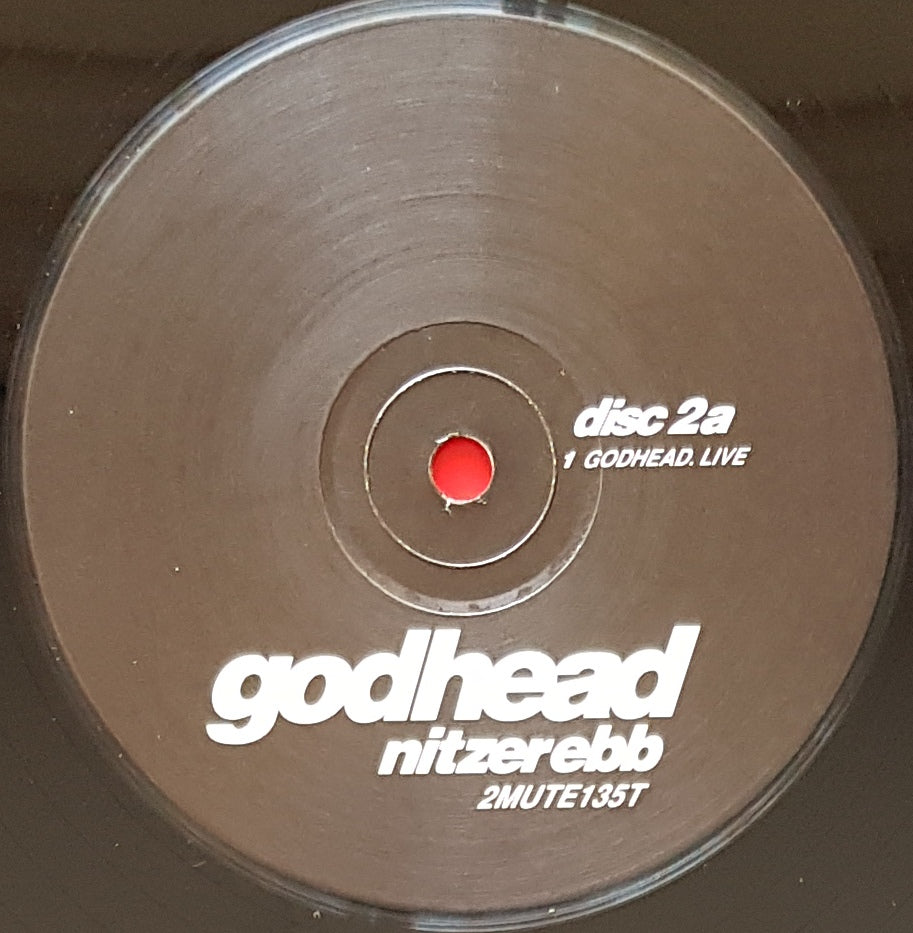 disc 2a
1 GODHEAD. LIVE
godhead
nitzerebb
2MUTE135T